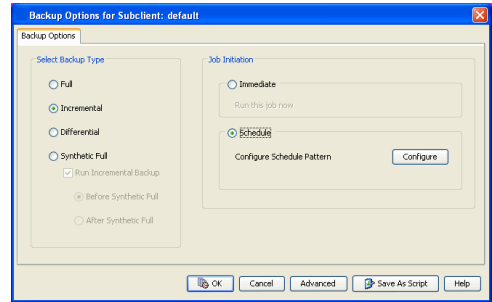 Backup Options for Subclient: default
Backup Options
Select Backup Type
Full
Incremental
Differential
Synthetic Full
Run Incremental Backup
Before Synthetic Full
After Synthetic Full
Job Initiation
Immediate
Run this job now
Schedule
Configure Schedule Pattern
Configure
OK
Cancel
Advanced
Save As Script
Help